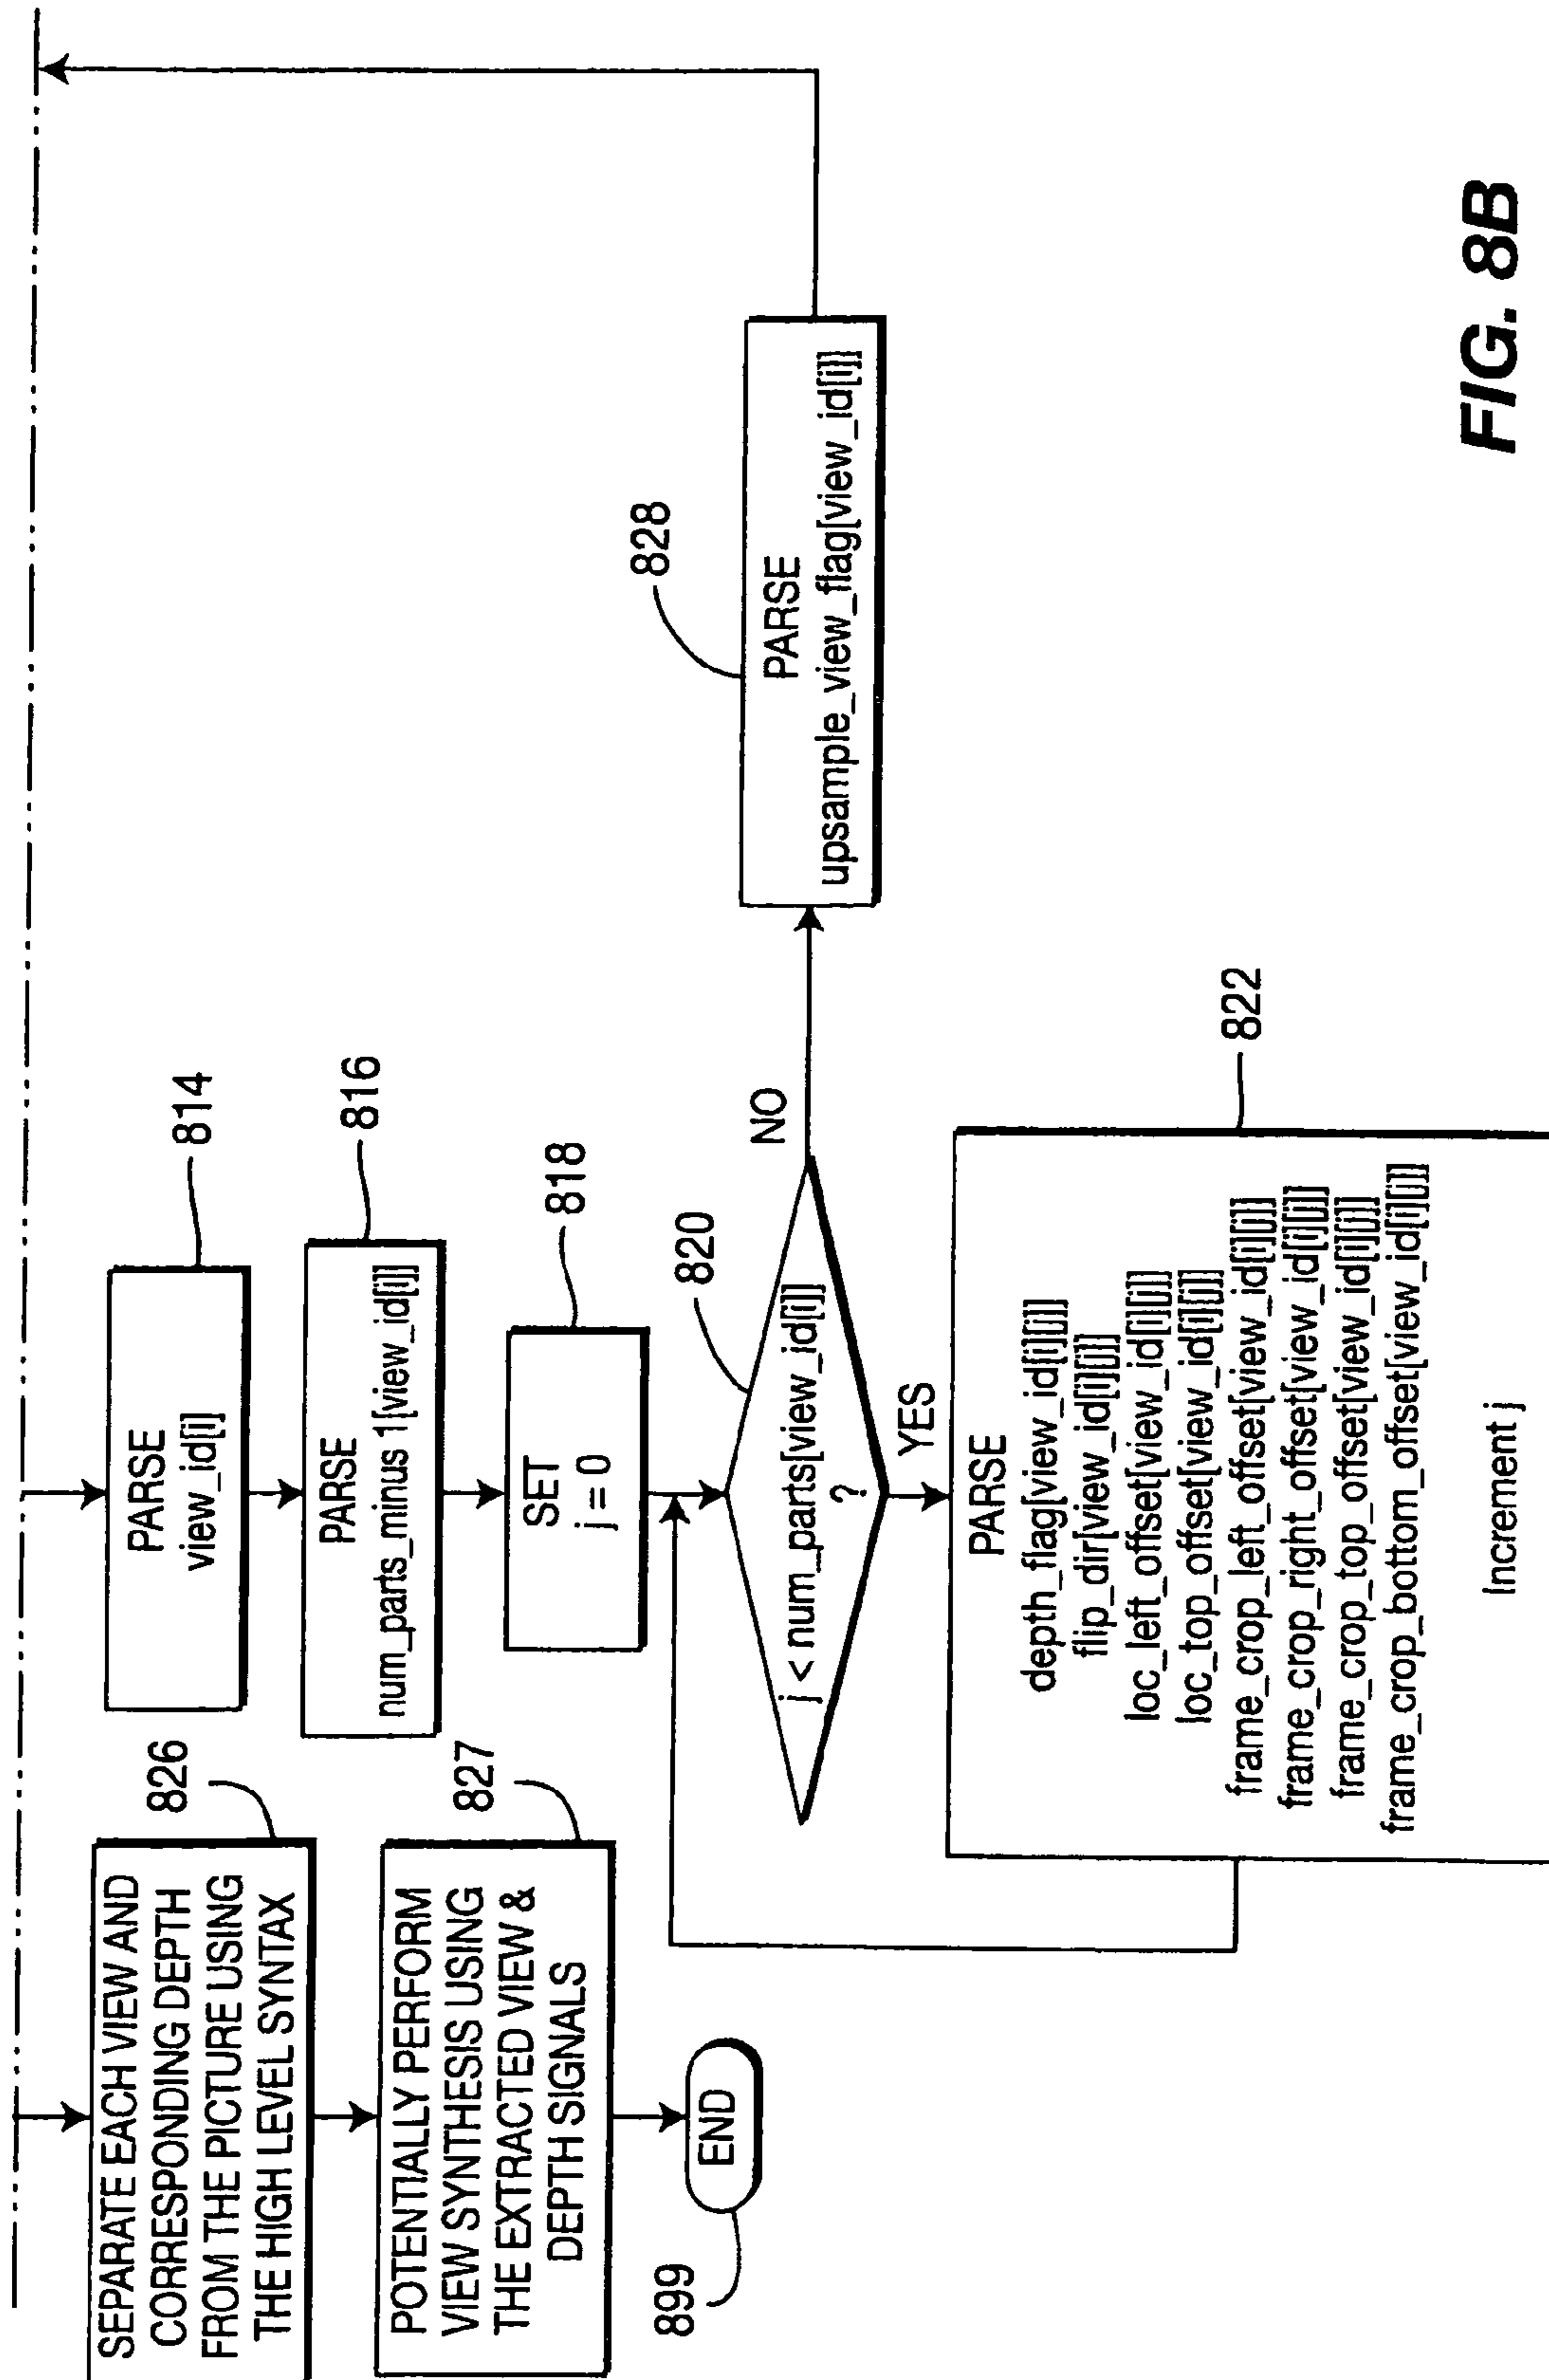 SEPARATE EACH VIEW AND
CORRESPONDING DEPTH
FROM THE PICTURE USING
THE HIGH LEVEL SYNTAX
826
POTENTIALLY PERFORM
VIEW SYNTHESIS USING
THE EXTRACTED VIEW &
DEPTH SIGNALS
827
END
899
PARSE
view_id[i]
814
PARSE
num_parts_minus 1[view_id[i]]
816
SET
j = 0
818
j < num_parts[view_id[i]]
?
820
NO
YES
PARSE
depth_flag[view_id[i][j]]
flip_dir[view_id[i][j]]
loc_left_offset[view_id[i][j]]
loc_top_offset[view_id[i][j]]
frame_crop_left_offset[view_id[i][j]]
frame_crop_right_offset[view_id[i][j]]
frame_crop_top_offset[view_id[i][j]]
frame_crop_bottom_offset[view_id[i][j]]
Increment j
822
PARSE
upsample_view_flag[view_id[i]]
828
FIG. 8B